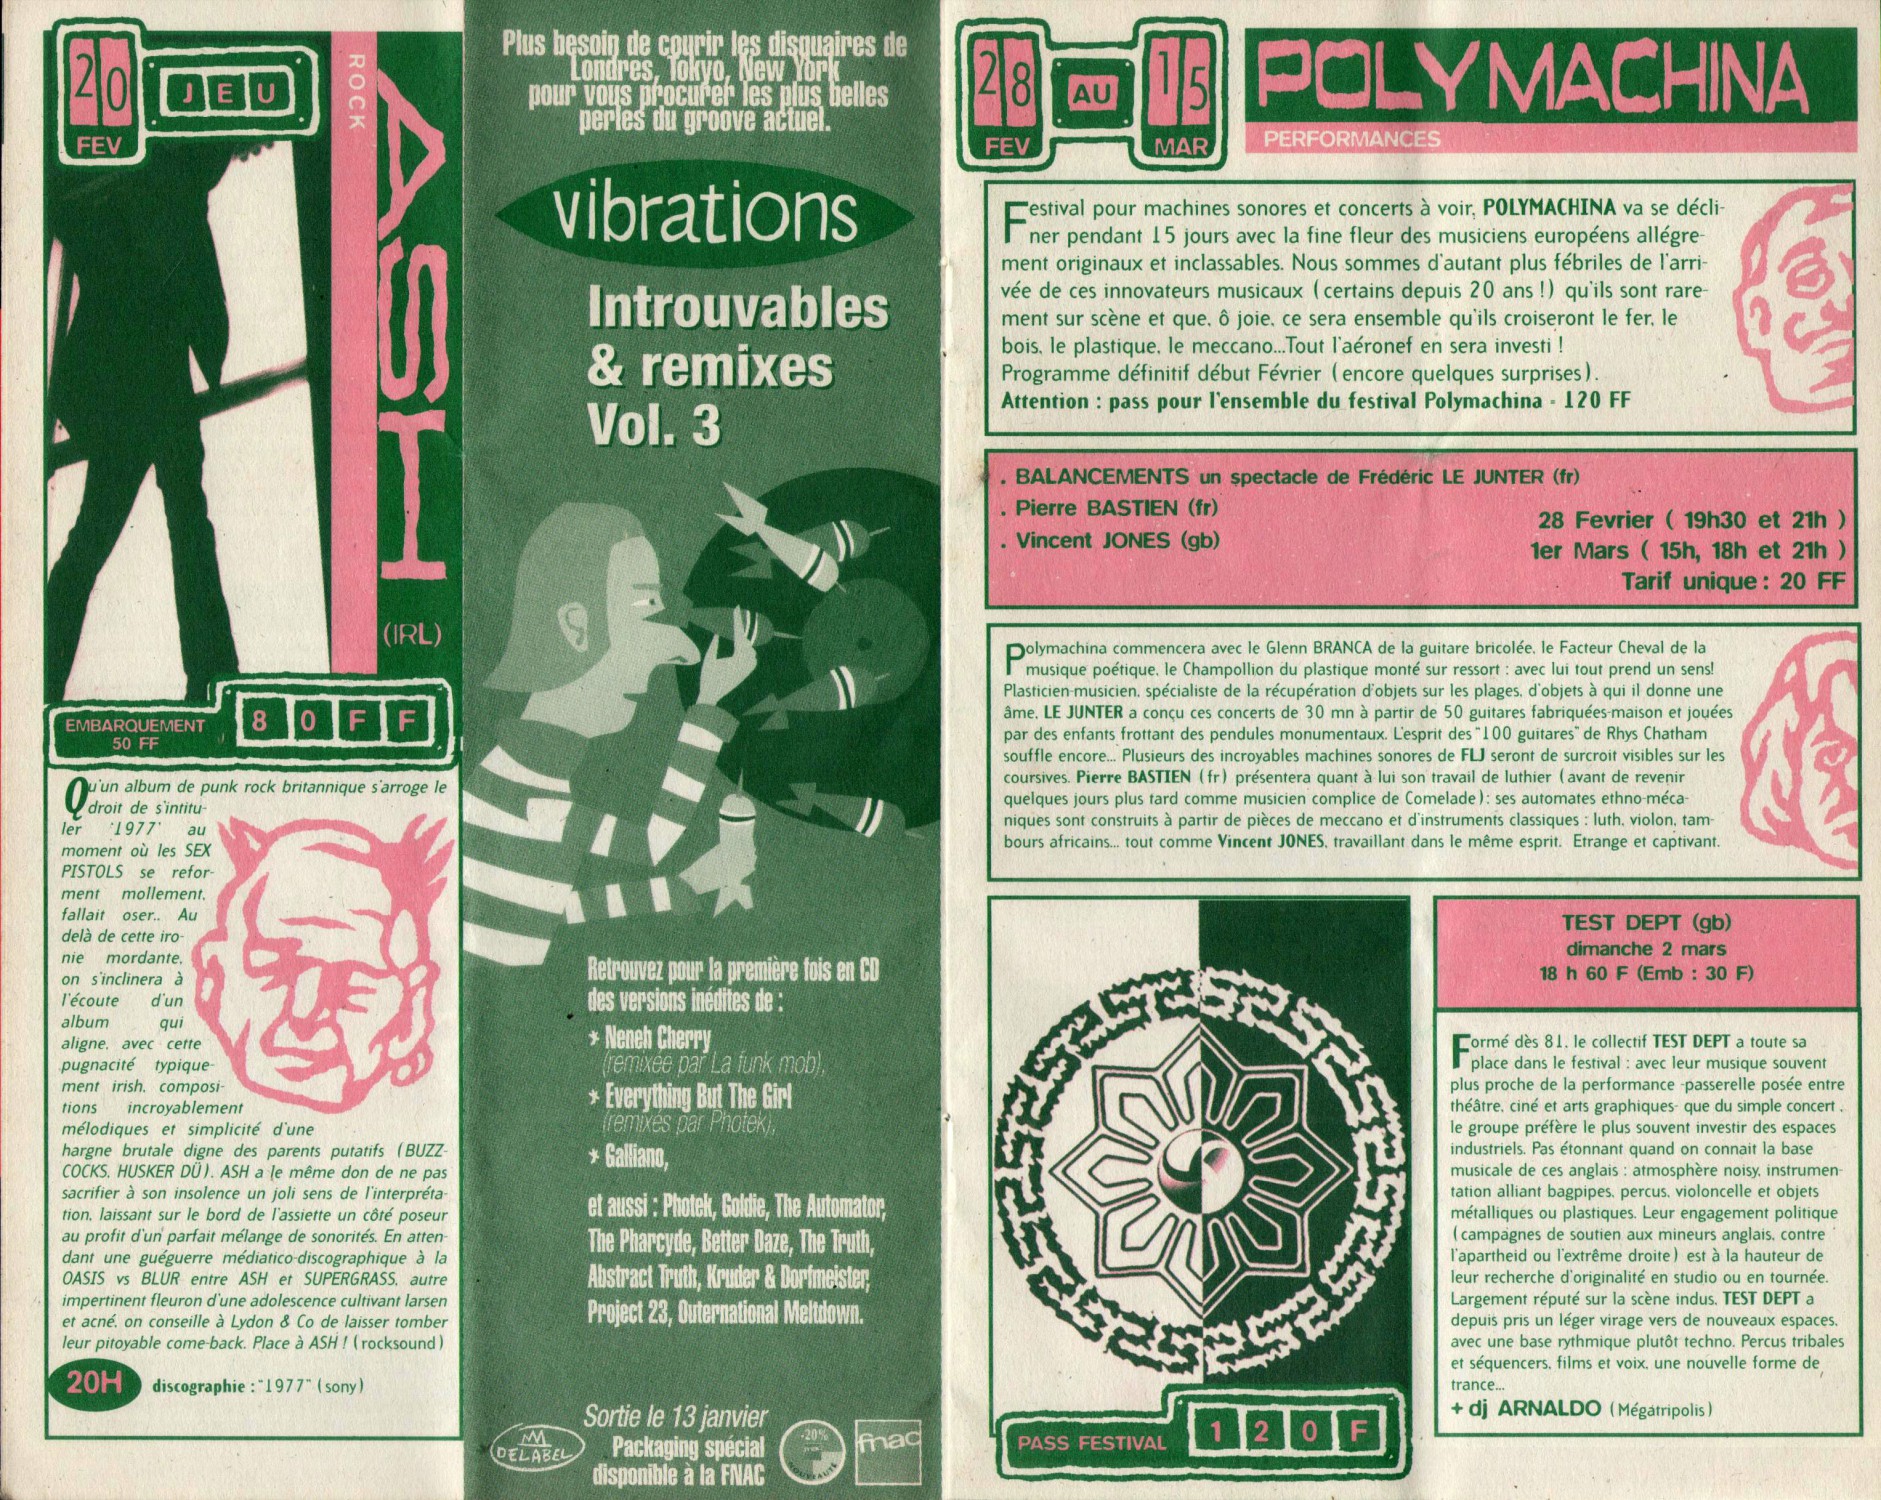 20
FEV
JEU
ROCK
ASH
(IRL)
EMBARQUEMENT
50 FF
80FF
Qu'un album de punk rock britannique s'arroge le
droit de s'intitu-
ler "1977" au
moment où les SEX
PISTOLS se refor-
ment mollement,
fallait oser.. Au
delà de cette iro-
nie mordante,
on s'inclinera à
l'écoute d'un
album qui
aligne, avec cette
pugnacité typique-
ment irish, composi-
tions incroyablement
mélodiques et simplicité d'une
hargne brutale digne des parents putatifs (BUZZ-
COCKS, HUSKER DÜ). ASH a le même don de ne pas
sacrifier à son insolence un joli sens de l'interpréta-
tion, laissant sur le bord de l'assiette un côté poseur
au profit d'un parfait mélange de sonorités. En atten-
dant une guéguerre médiatico-discographique à la
OASIS vs BLUR entre ASH et SUPERGRASS, autre
impertinent fleuron d'une adolescence cultivant larsen
et acné, on conseille à Lydon & Co de laisser tomber
leur pitoyable come-back. Place à ASH ! (rocksound)
20H discographie : "1977" (sony)
Plus besoin de courir les disquaires de
Londres, Tokyo, New York
pour vous procurer les plus belles
perles du groove actuel.
vibrations
Introuvables
& remixes
Vol. 3
Retrouvez pour la première fois en CD
des versions inédites de :
* Neneh Cherry
(remixée par La funk mob),
* Everything But The Girl
(remixés par Photek),
* Galliano,
et aussi : Photek, Goldie, The Automator,
The Pharcyde, Better Daze, The Truth,
Abstract Truth, Kruder & Dorfmeister,
Project 23, Outernational Meltdown.
Sortie le 13 janvier
Packaging spécial
disponible à la FNAC
DELABEL
-20%
NOUVEAUTÉ
fnac
28
FEV
AU
15
MAR
POLYMACHINA
PERFORMANCES
Festival pour machines sonores et concerts à voir, POLYMACHINA va se décli-
ner pendant 15 jours avec la fine fleur des musiciens européens allégre-
ment originaux et inclassables. Nous sommes d'autant plus fébriles de l'arri-
vée de ces innovateurs musicaux (certains depuis 20 ans !) qu'ils sont rare-
ment sur scène et que, ô joie, ce sera ensemble qu'ils croiseront le fer, le
bois, le plastique, le meccano...Tout l'aéronef en sera investi !
Programme définitif début Février (encore quelques surprises).
Attention : pass pour l'ensemble du festival Polymachina - 120 FF
. BALANCEMENTS un spectacle de Frédéric LE JUNTER (fr)
. Pierre BASTIEN (fr)
. Vincent JONES (gb)
28 Fevrier ( 19h30 et 21h )
1er Mars ( 15h, 18h et 21h )
Tarif unique : 20 FF
Polymachina commencera avec le Glenn BRANCA de la guitare bricolée, le Facteur Cheval de la
musique poétique, le Champollion du plastique monté sur ressort : avec lui tout prend un sens!
Plasticien-musicien, spécialiste de la récupération d'objets sur les plages, d'objets à qui il donne une
âme, LE JUNTER a conçu ces concerts de 30 mn à partir de 50 guitares fabriquées-maison et jouées
par des enfants frottant des pendules monumentaux. L'esprit des "100 guitares" de Rhys Chatham
souffle encore... Plusieurs des incroyables machines sonores de FLJ seront de surcroit visibles sur les
coursives. Pierre BASTIEN (fr) présentera quant à lui son travail de luthier (avant de revenir
quelques jours plus tard comme musicien complice de Comelade): ses automates ethno-méca-
niques sont construits à partir de pièces de meccano et d'instruments classiques : luth, violon, tam-
bours africains... tout comme Vincent JONES, travaillant dans le même esprit. Etrange et captivant.
PASS FESTIVAL 120F
TEST DEPT (gb)
dimanche 2 mars
18 h 60 F (Emb : 30 F)
Formé dès 81, le collectif TEST DEPT a toute sa
place dans le festival : avec leur musique souvent
plus proche de la performance -passerelle posée entre
théâtre, ciné et arts graphiques- que du simple concert ,
le groupe préfère le plus souvent investir des espaces
industriels. Pas étonnant quand on connait la base
musicale de ces anglais : atmosphère noisy, instrumen-
tation alliant bagpipes, percus, violoncelle et objets
métalliques ou plastiques. Leur engagement politique
(campagnes de soutien aux mineurs anglais, contre
l'apartheid ou l'extrême droite) est à la hauteur de
leur recherche d'originalité en studio ou en tournée.
Largement réputé sur la scène indus, TEST DEPT a
depuis pris un léger virage vers de nouveaux espaces,
avec une base rythmique plutôt techno. Percus tribales
et séquencers, films et voix, une nouvelle forme de
trance...
+ dj ARNALDO (Mégatripolis)